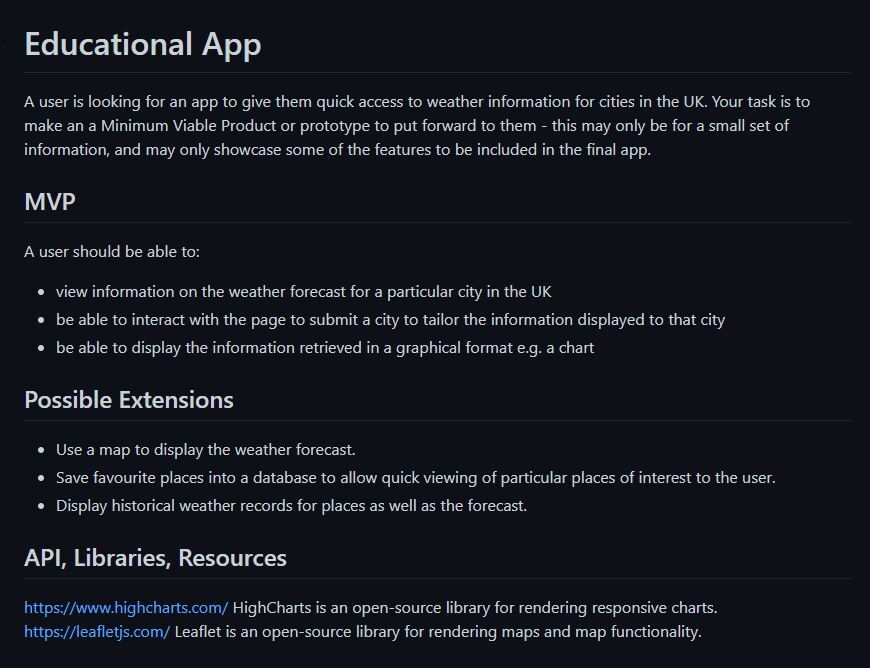 Educational App
A user is looking for an app to give them quick access to weather information for cities in the UK. Your task is to
make an a Minimum Viable Product or prototype to put forward to them - this may only be for a small set of
information, and may only showcase some of the features to be included in the final app.
MVP
A user should be able to:
• view information on the weather forecast for a particular city in the UK
• be able to interact with the page to submit a city to tailor the information displayed to that city
• be able to display the information retrieved in a graphical format e.g. a chart
Possible Extensions
• Use a map to display the weather forecast.
• Save favourite places into a database to allow quick viewing of particular places of interest to the user.
• Display historical weather records for places as well as the forecast.
API, Libraries, Resources
https://www.highcharts.com/ HighCharts is an open-source library for rendering responsive charts.
https://leafletjs.com/ Leaflet is an open-source library for rendering maps and map functionality.